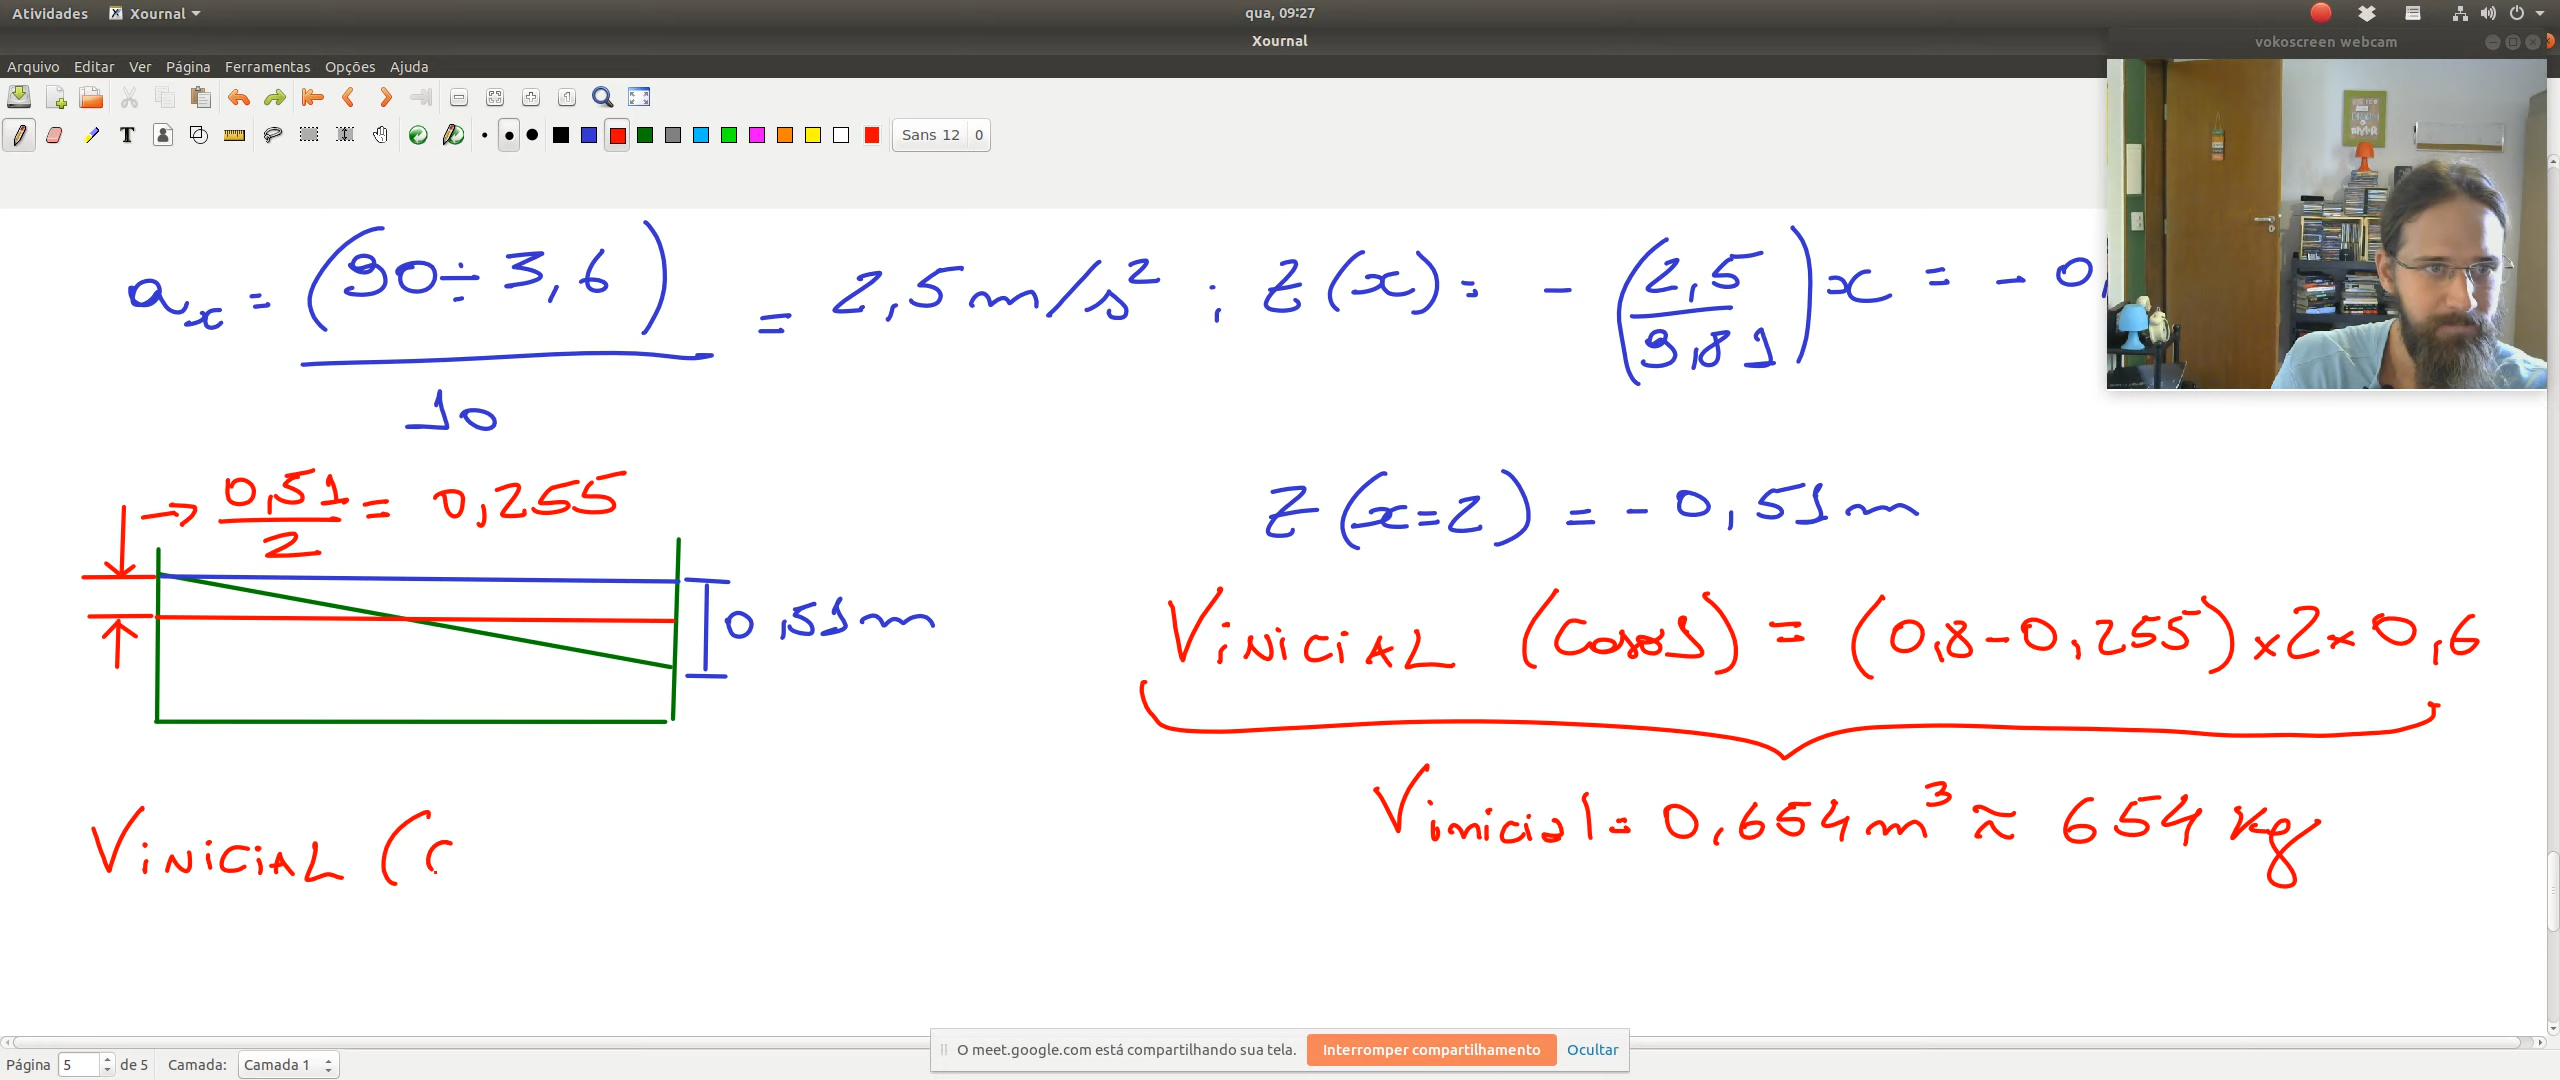 Atividades Xournal qua, 09:27
Xournal
vokoscreen webcam
Arquivo Editar Ver Página Ferramentas Opções Ajuda
Sans 12 0
aₓ = (90÷3,6) / 10 = 2,5 m/s² ; Z(x) = - (2,5 / 9,81) x = - 0,
0,51 / 2 = 0,255
Z(x=2) = - 0,51 m
0,51 m
VINICIAL (caso 1) = (0,8-0,255)×2×0,6
Vinicial = 0,654 m³ ≈ 654 kg
VINICIAL (c
O meet.google.com está compartilhando sua tela. Interromper compartilhamento Ocultar
Página 5 de 5 Camada: Camada 1